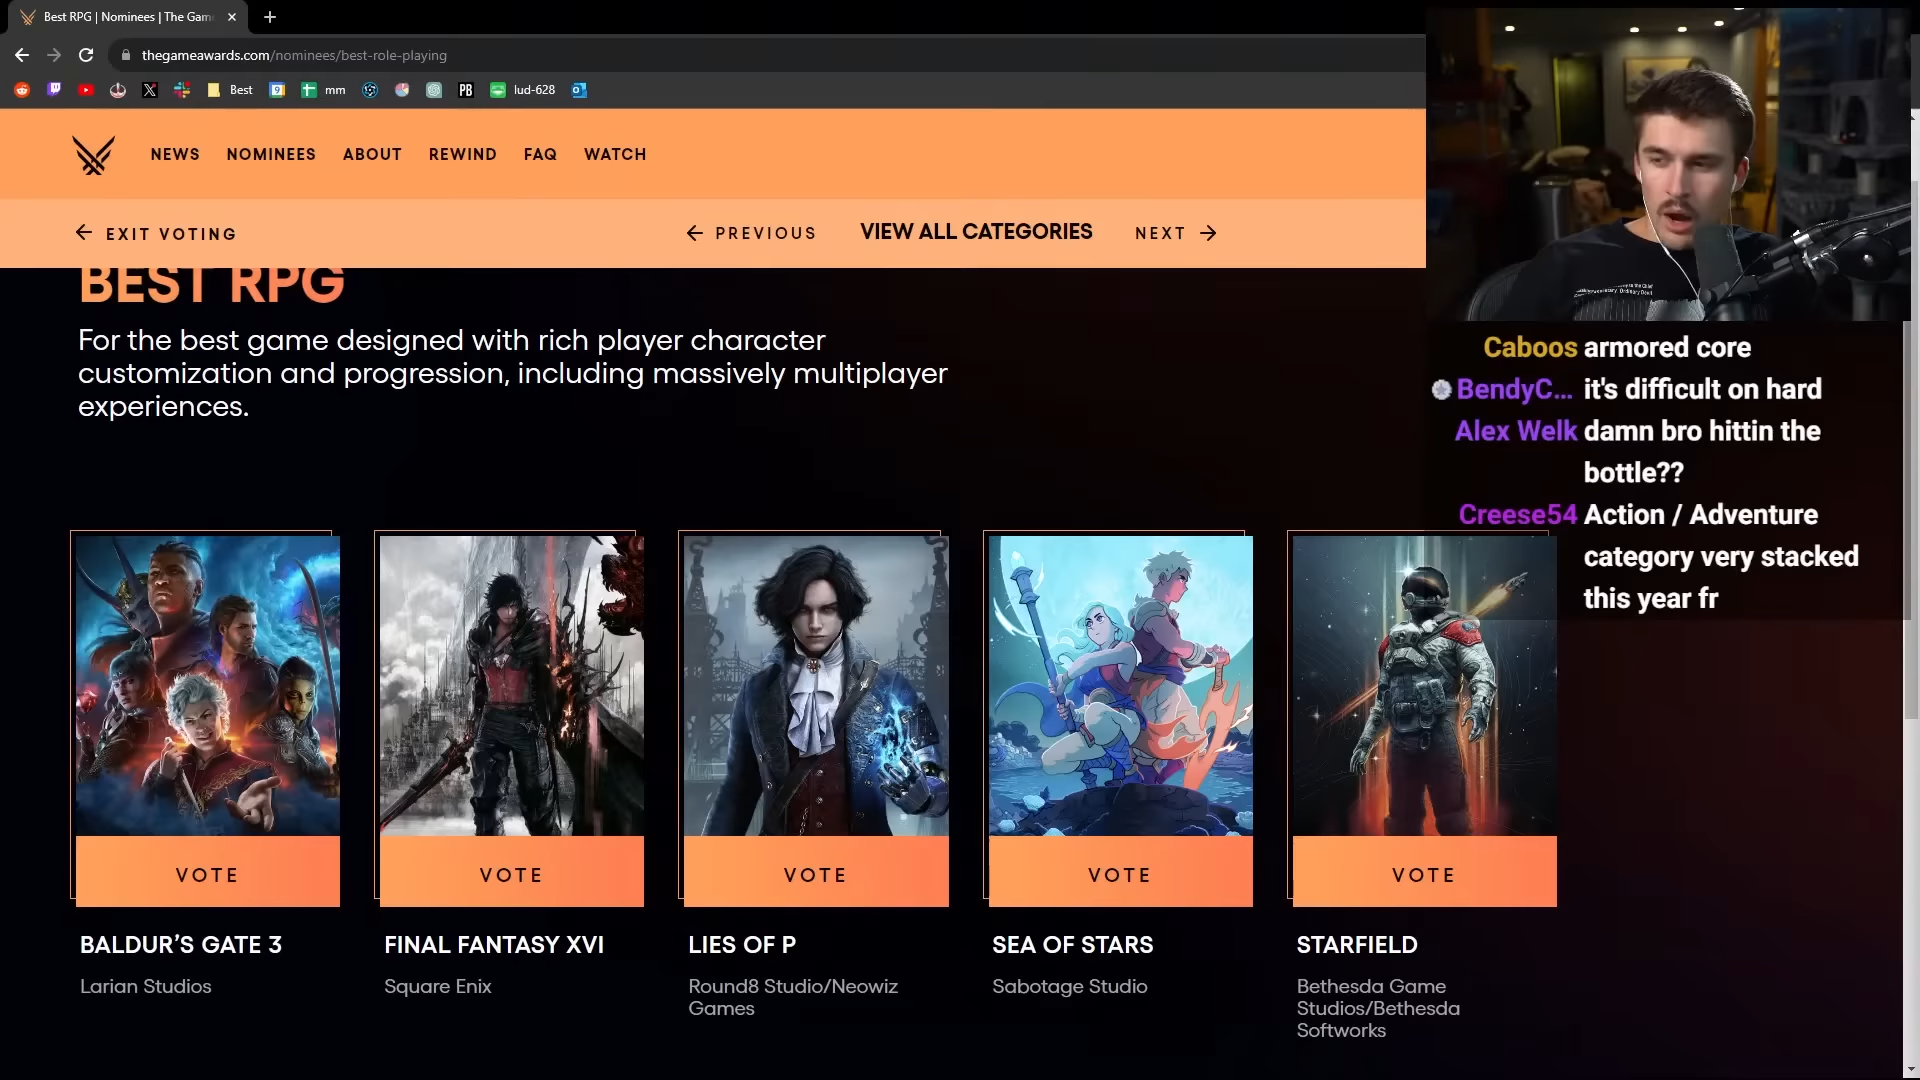 Best RPG | Nominees | The Gam
thegameawards.com/nominees/best-role-playing
Best
mm
PB
lud-628
NEWS NOMINEES ABOUT REWIND FAQ WATCH
EXIT VOTING
PREVIOUS
VIEW ALL CATEGORIES
NEXT
BEST RPG
For the best game designed with rich player character
customization and progression, including massively multiplayer
experiences.
Caboos armored core
BendyC... it's difficult on hard
Alex Welk damn bro hittin the
bottle??
Creese54 Action / Adventure
category very stacked
this year fr
VOTE VOTE VOTE VOTE VOTE
BALDUR’S GATE 3
Larian Studios
FINAL FANTASY XVI
Square Enix
LIES OF P
Round8 Studio/Neowiz
Games
SEA OF STARS
Sabotage Studio
STARFIELD
Bethesda Game
Studios/Bethesda
Softworks